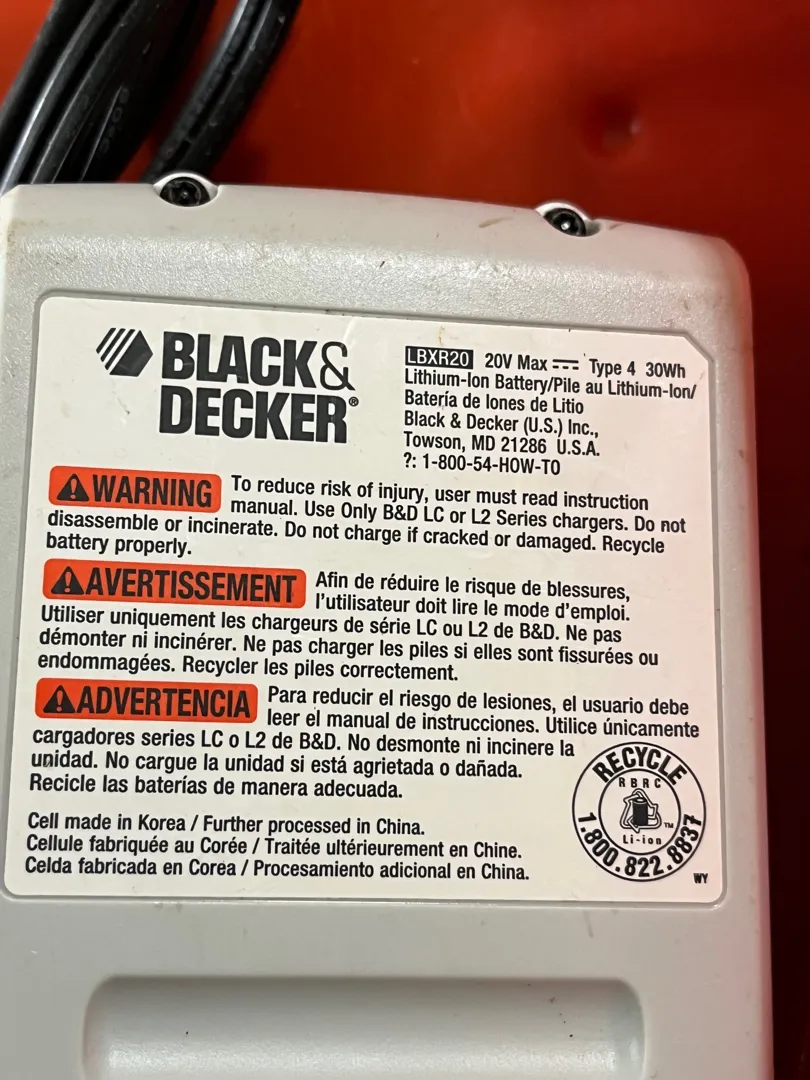 BLACK&
DECKER®
LBXR20 20V Max Type 4 30Wh
Lithium-Ion Battery/Pile au Lithium-Ion/
Batería de Iones de Litio
Black & Decker (U.S.) Inc.,
Towson, MD 21286 U.S.A.
?: 1-800-54-HOW-TO
WARNING To reduce risk of injury, user must read instruction
manual. Use Only B&D LC or L2 Series chargers. Do not
disassemble or incinerate. Do not charge if cracked or damaged. Recycle
battery properly.
AVERTISSEMENT Afin de réduire le risque de blessures,
l'utilisateur doit lire le mode d'emploi.
Utiliser uniquement les chargeurs de série LC ou L2 de B&D. Ne pas
démonter ni incinérer. Ne pas charger les piles si elles sont fissurées ou
endommagées. Recycler les piles correctement.
ADVERTENCIA Para reducir el riesgo de lesiones, el usuario debe
leer el manual de instrucciones. Utilice únicamente
cargadores series LC o L2 de B&D. No desmonte ni incinere la
unidad. No cargue la unidad si está agrietada o dañada.
Recicle las baterías de manera adecuada.
Cell made in Korea / Further processed in China.
Cellule fabriquée au Corée / Traitée ultérieurement en Chine.
Celda fabricada en Corea / Procesamiento adicional en China.
RECYCLE
RBRC
TM
Li-ion
1.800.822.8837
WY